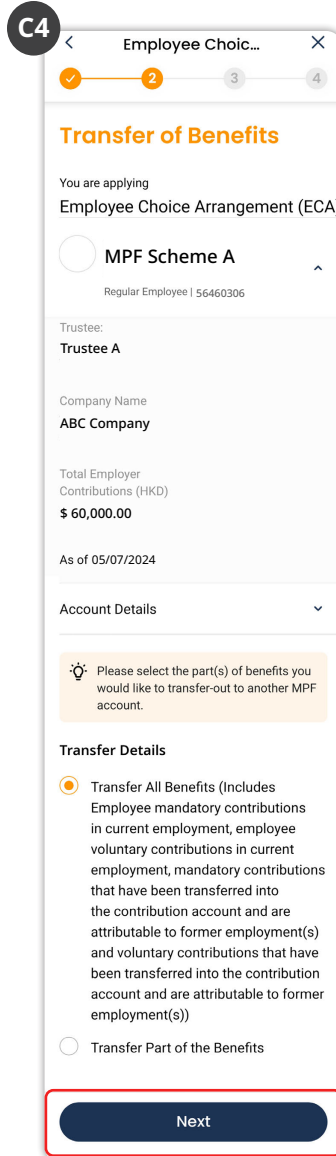 C4
Employee Choic...
2 3 4
Transfer of Benefits
You are applying
Employee Choice Arrangement (ECA)
MPF Scheme A
Regular Employee | 56460306
Trustee:
Trustee A
Company Name
ABC Company
Total Employer
Contributions (HKD)
$ 60,000.00
As of 05/07/2024
Account Details
Please select the part(s) of benefits you
would like to transfer-out to another MPF
account.
Transfer Details
Transfer All Benefits (Includes
Employee mandatory contributions
in current employment, employee
voluntary contributions in current
employment, mandatory contributions
that have been transferred into
the contribution account and are
attributable to former employment(s)
and voluntary contributions that have
been transferred into the contribution
account and are attributable to former
employment(s))
Transfer Part of the Benefits
Next